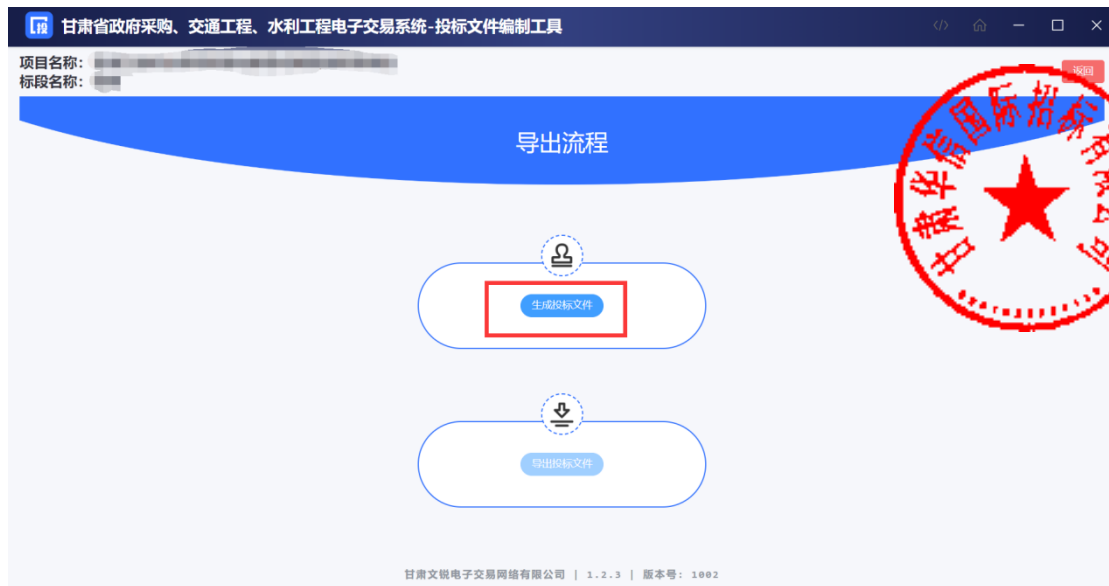 投 甘肃省政府采购、交通工程、水利工程电子交易系统-投标文件编制工具
项目名称：
标段名称：
返回
导出流程
甘肃华信国际招标有限公司
生成投标文件
导出投标文件
甘肃文锐电子交易网络有限公司 | 1.2.3 | 版本号: 1002